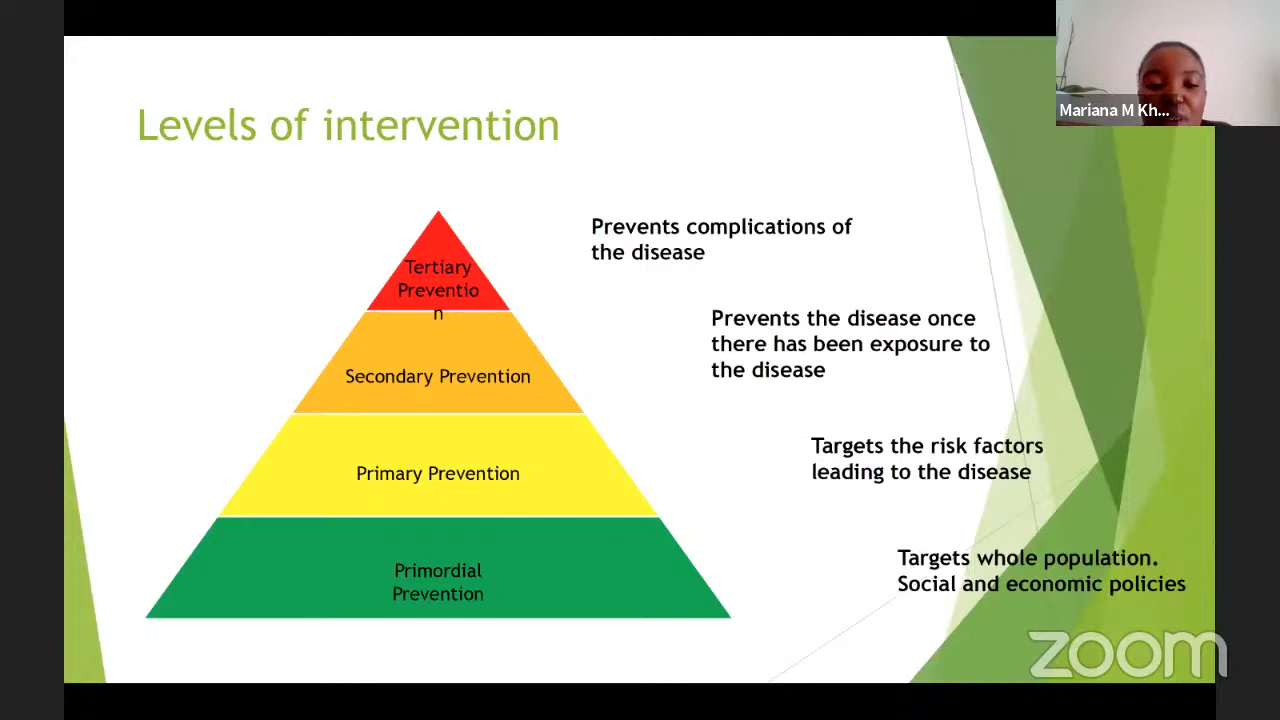 Mariana M Kh...
Levels of intervention
Tertiary
Preventio
n
Prevents complications of
the disease
Secondary Prevention
Prevents the disease once
there has been exposure to
the disease
Primary Prevention
Targets the risk factors
leading to the disease
Primordial
Prevention
Targets whole population.
Social and economic policies
zoom